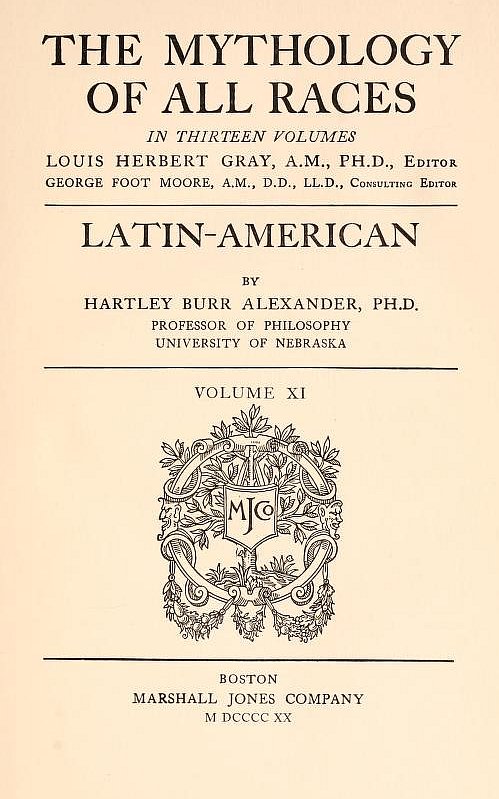 THE MYTHOLOGY
OF ALL RACES
IN THIRTEEN VOLUMES
LOUIS HERBERT GRAY, A.M., PH.D., EDITOR
GEORGE FOOT MOORE, A.M., D.D., LL.D., CONSULTING EDITOR
LATIN-AMERICAN
BY
HARTLEY BURR ALEXANDER, PH.D.
PROFESSOR OF PHILOSOPHY
UNIVERSITY OF NEBRASKA
VOLUME XI
MJCo
BOSTON
MARSHALL JONES COMPANY
M DCCCC XX